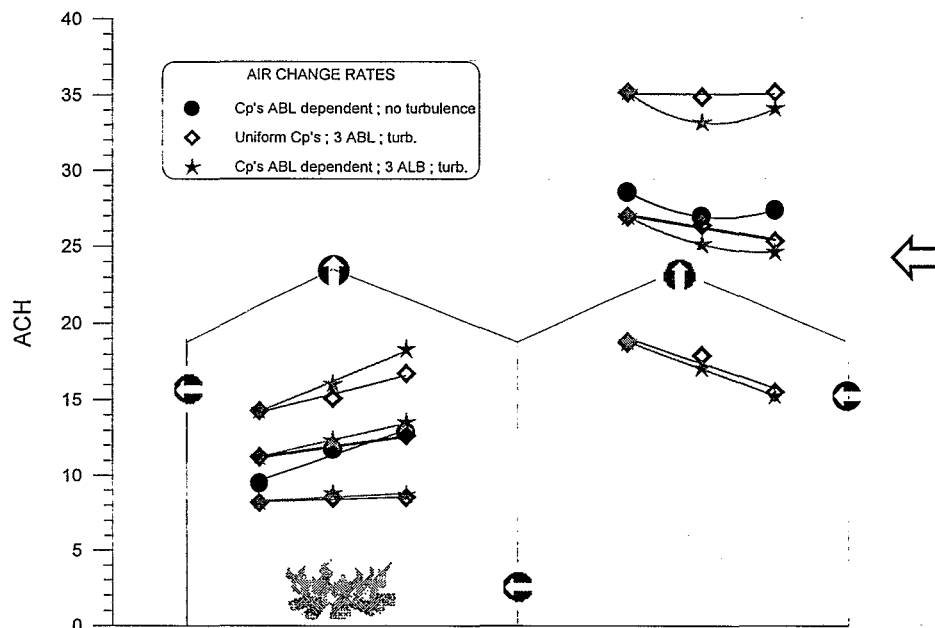 40
35
30
25
20
15
10
5
0
ACH
AIR CHANGE RATES
Cp's ABL dependent ; no turbulence
Uniform Cp's ; 3 ABL ; turb.
Cp's ABL dependent ; 3 ALB ; turb.